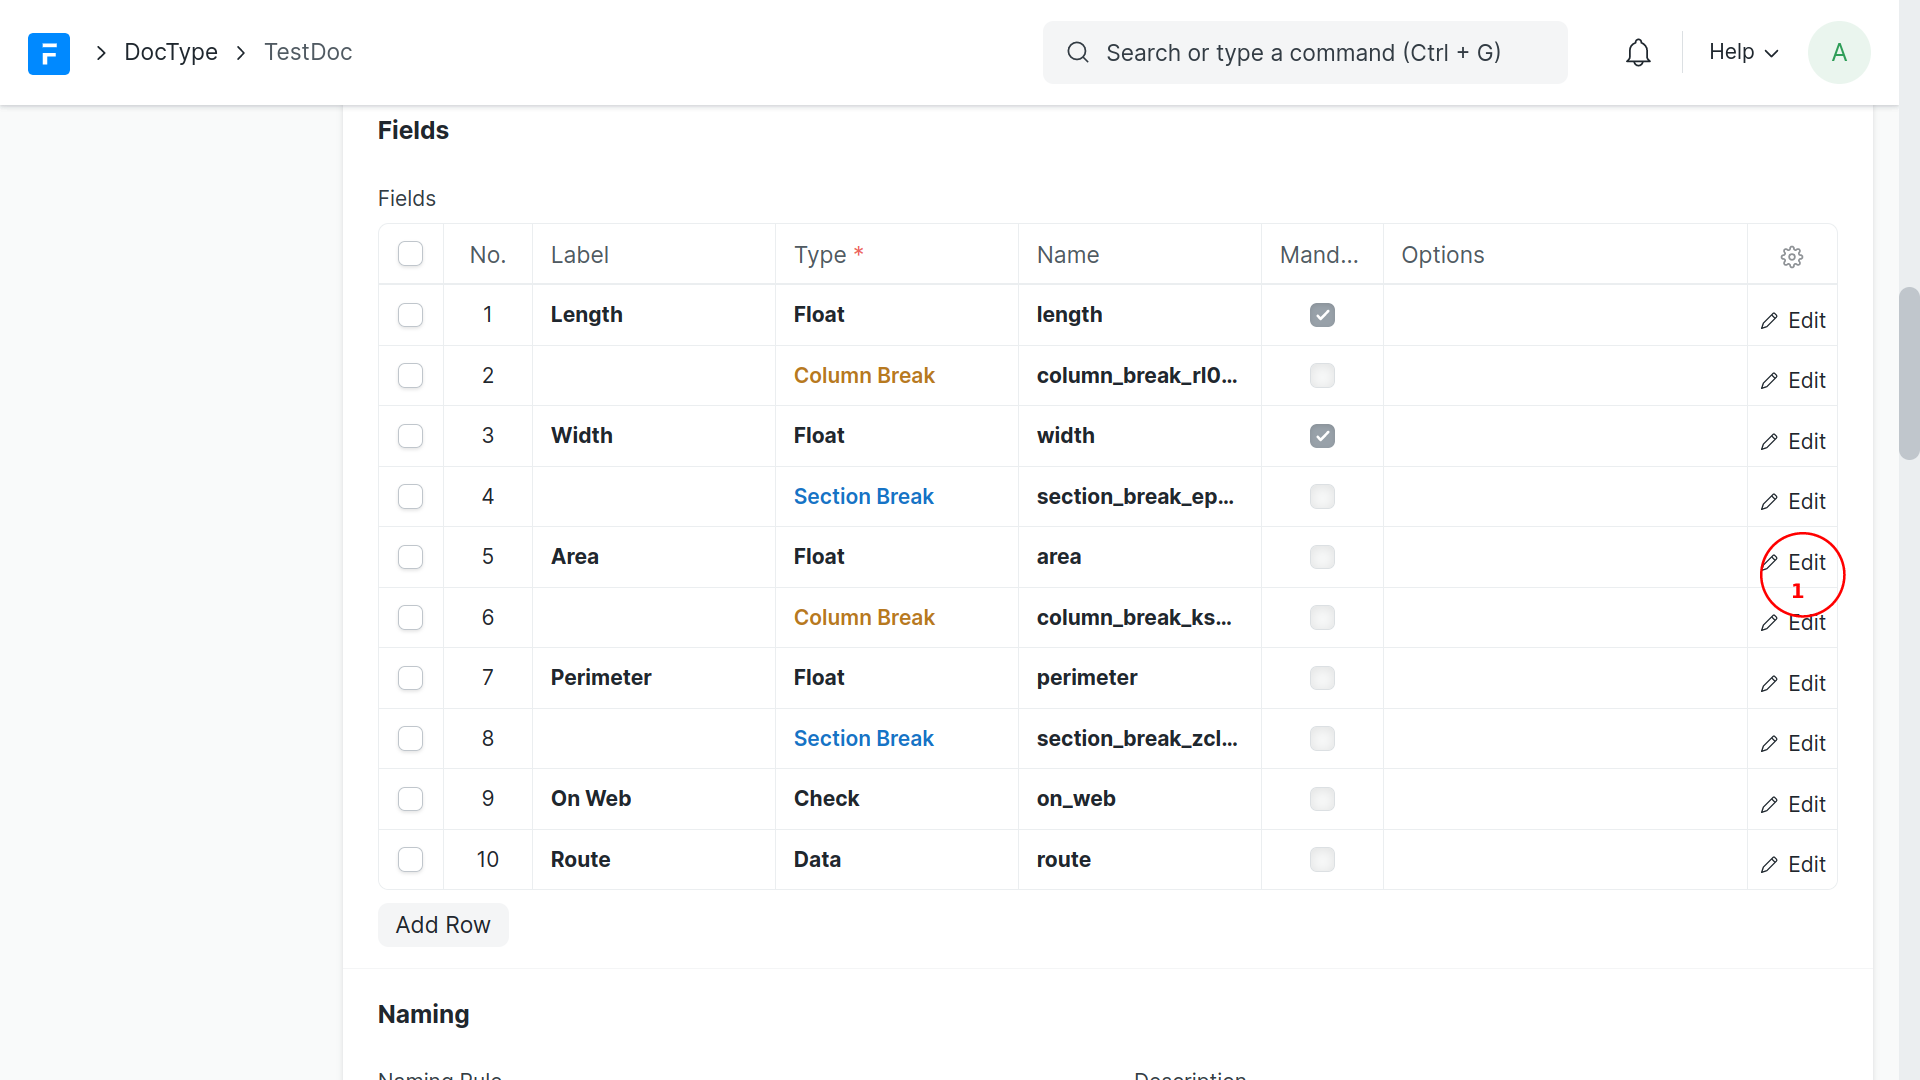 DocType TestDoc Search or type a command (Ctrl + G) Help A
Fields
Fields
No. Label Type * Name Mand... Options
1 Length Float length Edit
2 Column Break column_break_rl0... Edit
3 Width Float width Edit
4 Section Break section_break_ep... Edit
5 Area Float area Edit
1
6 Column Break column_break_ks... Edit
7 Perimeter Float perimeter Edit
8 Section Break section_break_zcl... Edit
9 On Web Check on_web Edit
10 Route Data route Edit
Add Row
Naming
Naming Rule Description